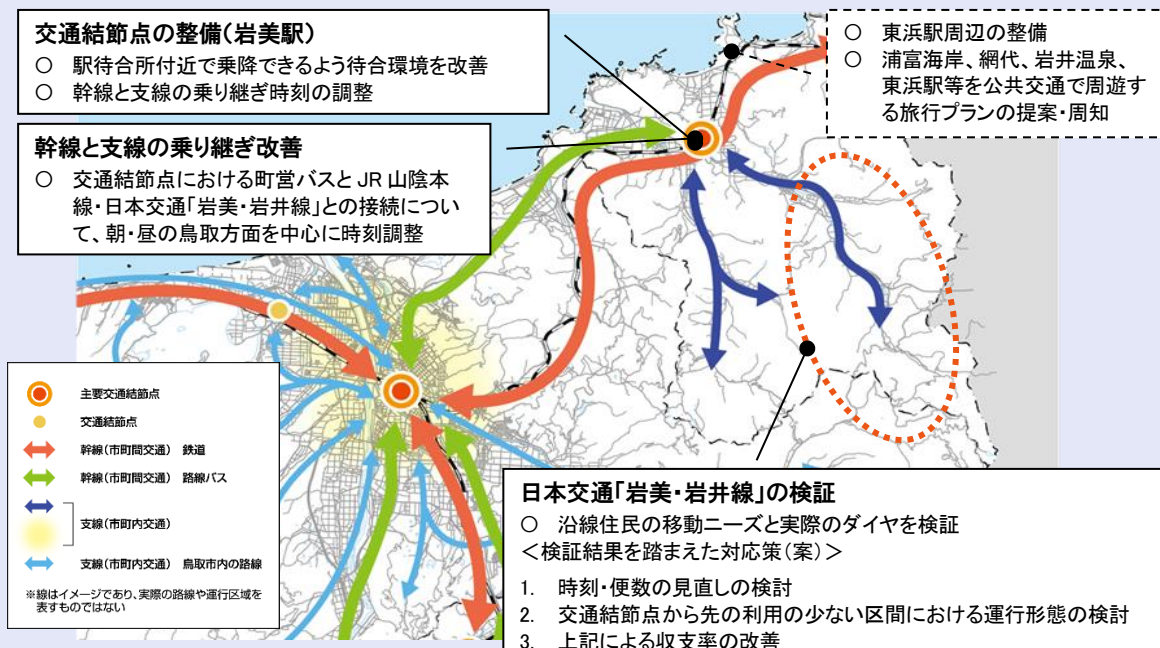 交通結節点の整備(岩美駅)
○ 駅待合所付近で乗降できるよう待合環境を改善
○ 幹線と支線の乗り継ぎ時刻の調整
幹線と支線の乗り継ぎ改善
○ 交通結節点における町営バスと JR 山陰本
線・日本交通「岩美・岩井線」との接続につい
て、朝・昼の鳥取方面を中心に時刻調整
○ 東浜駅周辺の整備
○ 浦富海岸、網代、岩井温泉、
東浜駅等を公共交通で周遊す
る旅行プランの提案・周知
主要交通結節点
交通結節点
幹線(市町間交通) 鉄道
幹線(市町間交通) 路線バス
支線(市町内交通)
支線(市町内交通) 鳥取市内の路線
※線はイメージであり、実際の路線や運行区域を
表すものではない
日本交通「岩美・岩井線」の検証
○ 沿線住民の移動ニーズと実際のダイヤを検証
＜検証結果を踏まえた対応策(案)＞
1. 時刻・便数の見直しの検討
2. 交通結節点から先の利用の少ない区間における運行形態の検討
3. 上記による収支率の改善